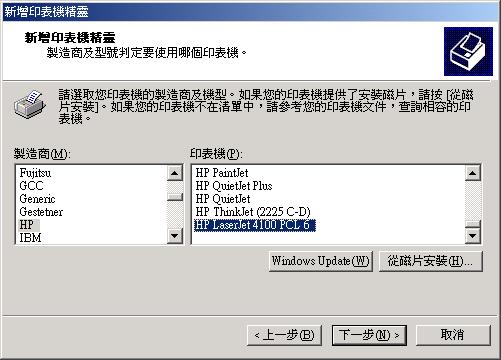 新增印表機精靈
新增印表機精靈
製造商及型號判定要使用哪個印表機。
請選取您印表機的製造商及機型。如果您的印表機提供了安裝磁片，請按 [從磁
片安裝]。如果您的印表機不在清單中，請參考您的印表機文件，查詢相容的印
表機。
製造商(M):
Fujitsu
GCC
Generic
Gestetner
HP
IBM
印表機(P):
HP PaintJet
HP QuietJet Plus
HP QuietJet
HP ThinkJet (2225 C-D)
HP LaserJet 4100 PCL 6
Windows Update(W)
從磁片安裝(H)...
<上一步(B)
下一步(N)>
取消